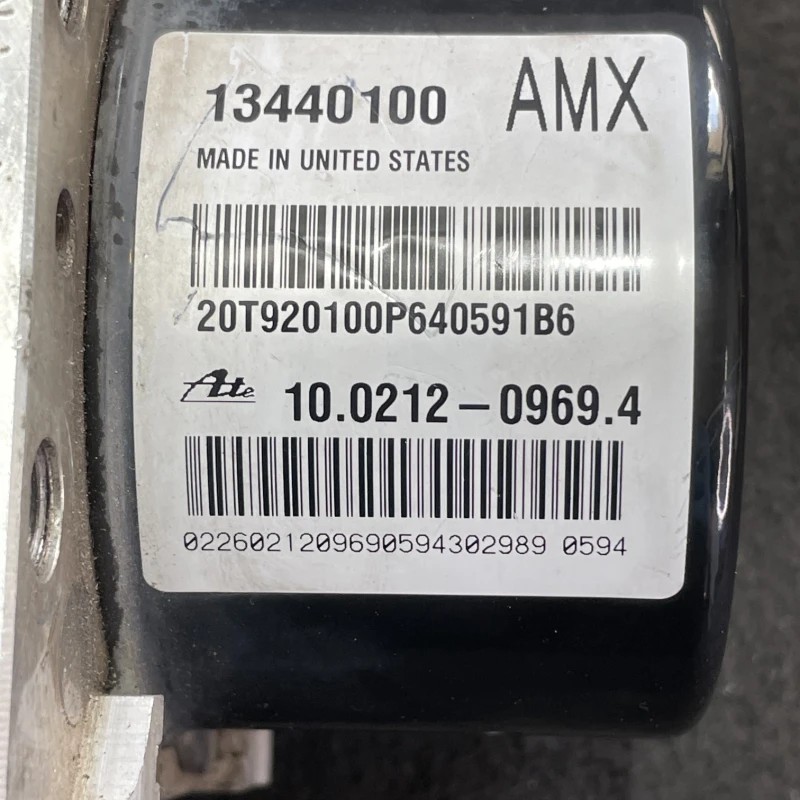 13440100 AMX
MADE IN UNITED STATES
20T920100P640591B6
Ate 10.0212-0969.4
0226021209690594302989 0594